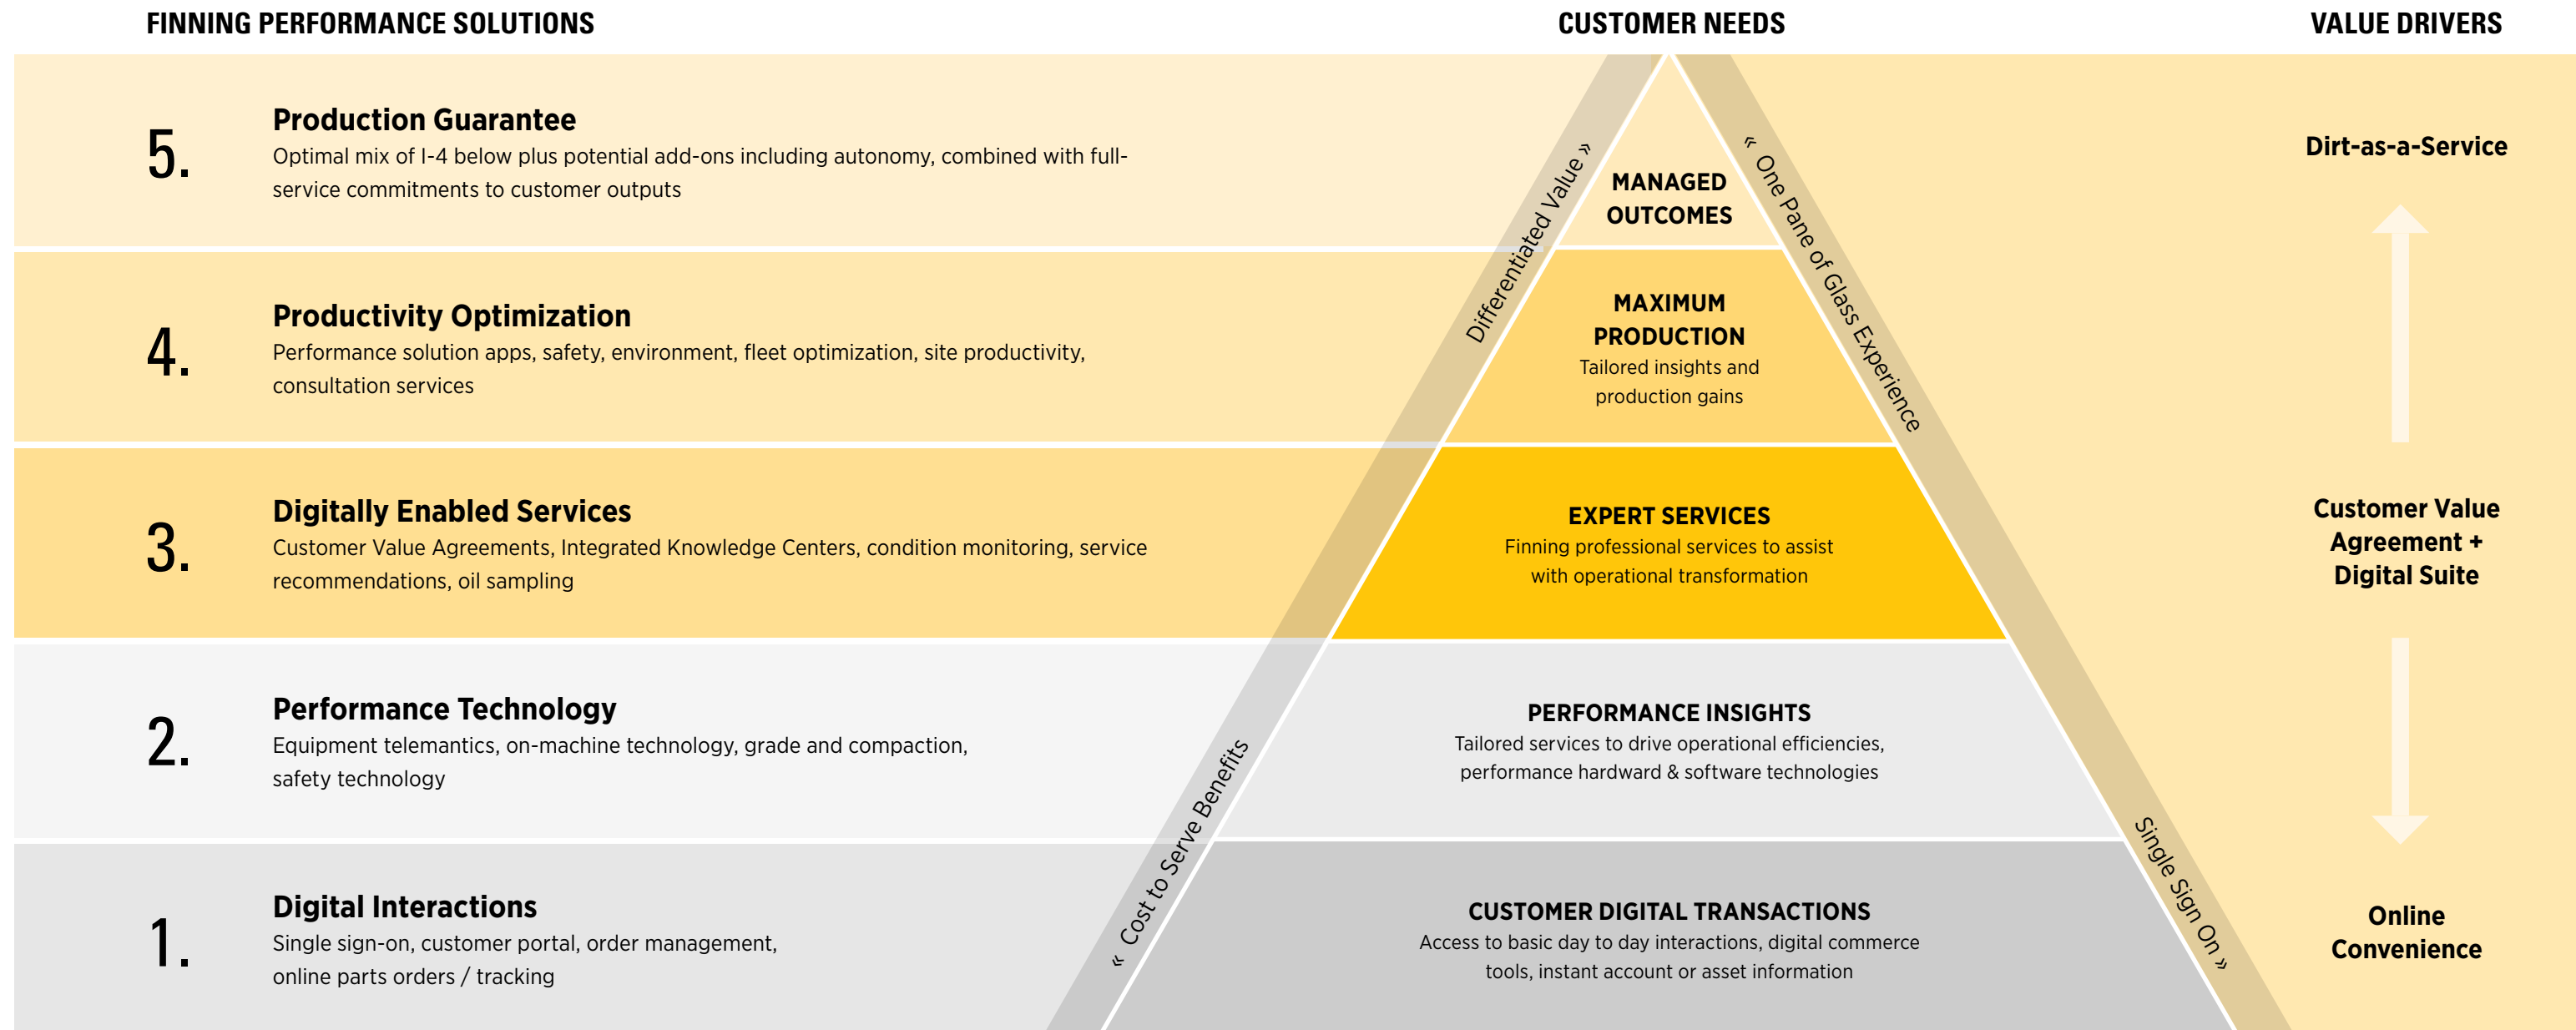 FINNING PERFORMANCE SOLUTIONS
CUSTOMER NEEDS
VALUE DRIVERS
5.
Production Guarantee
Optimal mix of 1-4 below plus potential add-ons including autonomy, combined with full-
service commitments to customer outputs
4.
Productivity Optimization
Performance solution apps, safety, environment, fleet optimization, site productivity,
consultation services
3.
Digitally Enabled Services
Customer Value Agreements, Integrated Knowledge Centers, condition monitoring, service
recommendations, oil sampling
2.
Performance Technology
Equipment telemantics, on-machine technology, grade and compaction,
safety technology
1.
Digital Interactions
Single sign-on, customer portal, order management,
online parts orders / tracking
Differentiated Value »
« Cost to Serve Benefits
MANAGED
OUTCOMES
MAXIMUM
PRODUCTION
Tailored insights and
production gains
EXPERT SERVICES
Finning professional services to assist
with operational transformation
PERFORMANCE INSIGHTS
Tailored services to drive operational efficiencies,
performance hardward & software technologies
CUSTOMER DIGITAL TRANSACTIONS
Access to basic day to day interactions, digital commerce
tools, instant account or asset information
« One Pane of Glass Experience
Single Sign On »
Dirt-as-a-Service
Customer Value
Agreement +
Digital Suite
Online
Convenience